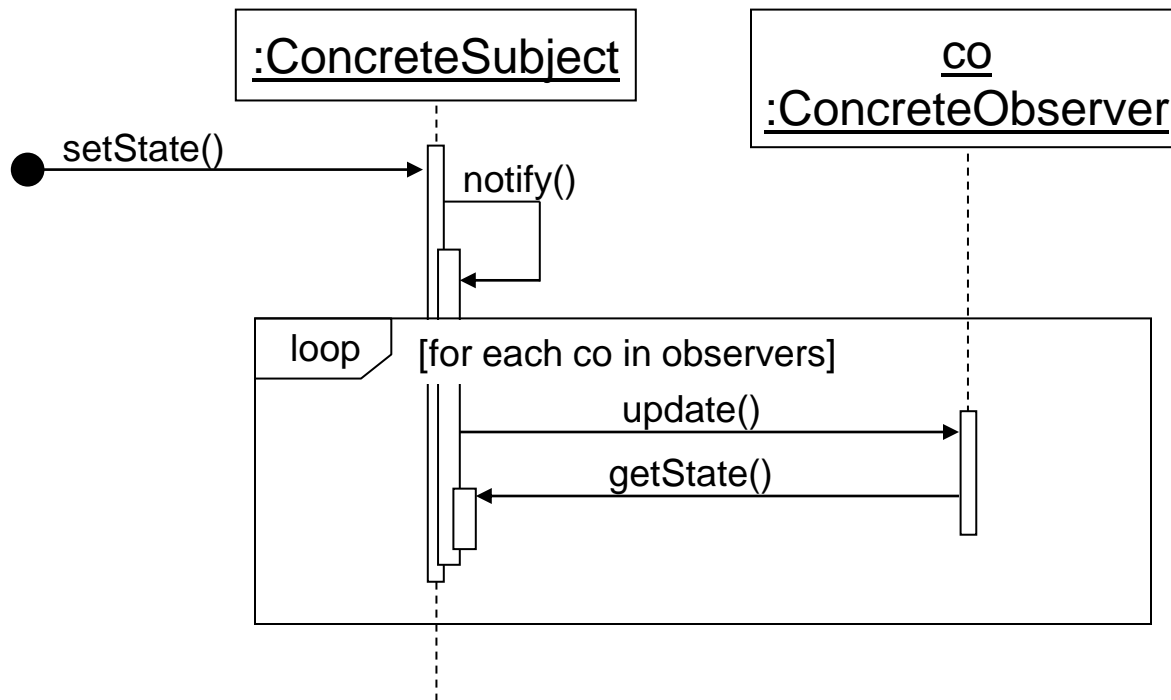 :ConcreteSubject
co
:ConcreteObserver
setState()
notify()
loop
[for each co in observers]
update()
getState()